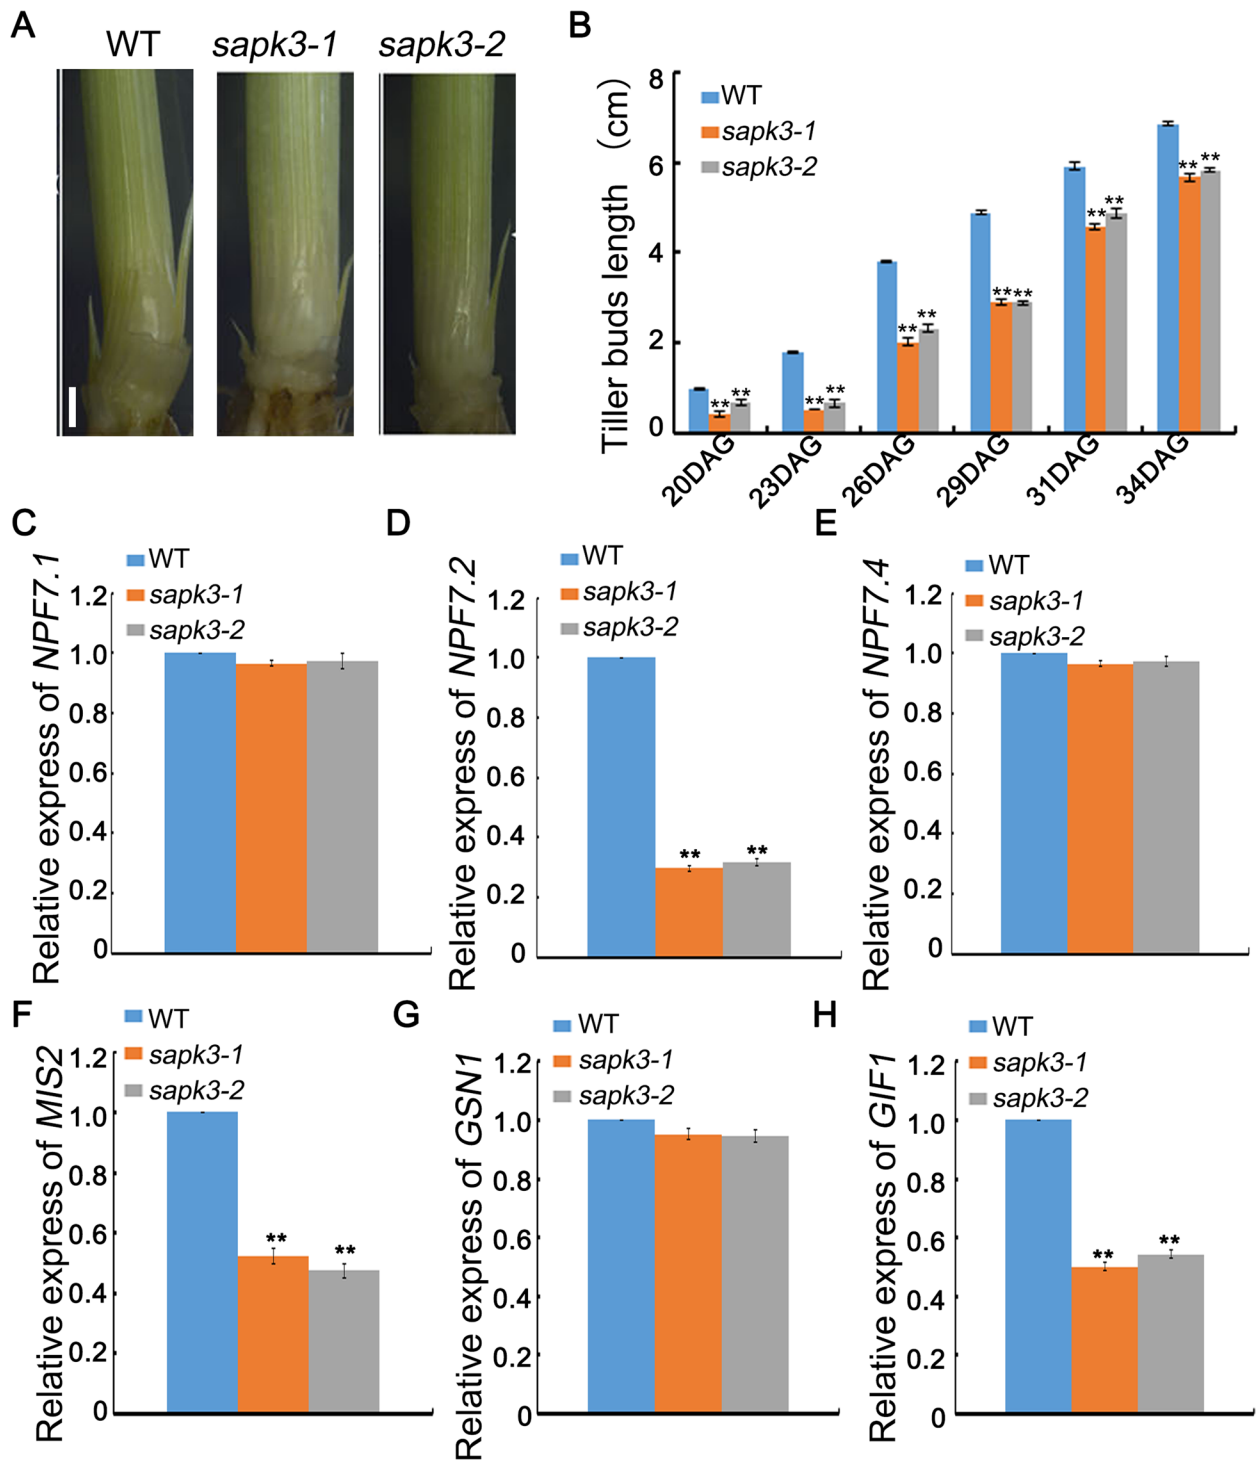 A
WT
sapk3-1
sapk3-2
B
Tiller buds length (cm)
8
6
4
2
0
WT
sapk3-1
sapk3-2
** **
** **
** **
** **
** **
** **
20DAG
23DAG
26DAG
29DAG
31DAG
34DAG
C
WT
sapk3-1
sapk3-2
Relative express of NPF7.1
1.2
1.0
0.8
0.6
0.4
0.2
0
D
WT
sapk3-1
sapk3-2
Relative express of NPF7.2
1.2
1.0
0.8
0.6
0.4
0.2
0
** **
E
WT
sapk3-1
sapk3-2
Relative express of NPF7.4
1.2
1.0
0.8
0.6
0.4
0.2
0
F
WT
sapk3-1
sapk3-2
Relative express of MIS2
1.2
1.0
0.8
0.6
0.4
0.2
0
** **
G
WT
sapk3-1
sapk3-2
Relative express of GSN1
1.2
1.0
0.8
0.6
0.4
0.2
0
H
WT
sapk3-1
sapk3-2
Relative express of GIF1
1.2
1.0
0.8
0.6
0.4
0.2
0
** **